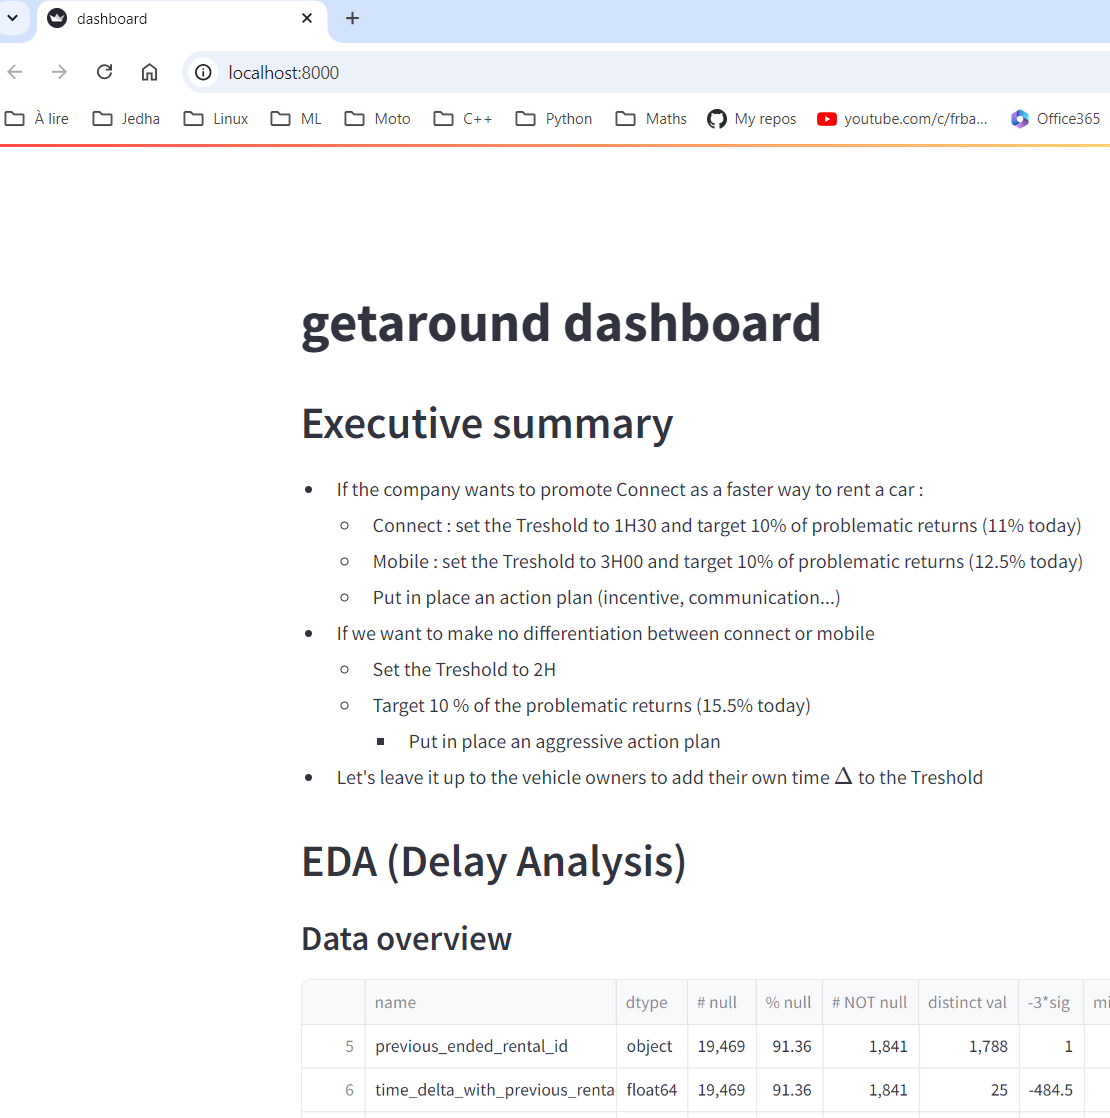 dashboard
localhost:8000
À lire Jedha Linux ML Moto C++ Python Maths My repos youtube.com/c/frba... Office365
getaround dashboard
Executive summary
If the company wants to promote Connect as a faster way to rent a car :
Connect : set the Treshold to 1H30 and target 10% of problematic returns (11% today)
Mobile : set the Treshold to 3H00 and target 10% of problematic returns (12.5% today)
Put in place an action plan (incentive, communication...)
If we want to make no differentiation between connect or mobile
Set the Treshold to 2H
Target 10 % of the problematic returns (15.5% today)
Put in place an aggressive action plan
Let's leave it up to the vehicle owners to add their own time Δ to the Treshold
EDA (Delay Analysis)
Data overview
name dtype # null % null # NOT null distinct val -3*sig mi
5 previous_ended_rental_id object 19,469 91.36 1,841 1,788 1
6 time_delta_with_previous_renta float64 19,469 91.36 1,841 25 -484.5